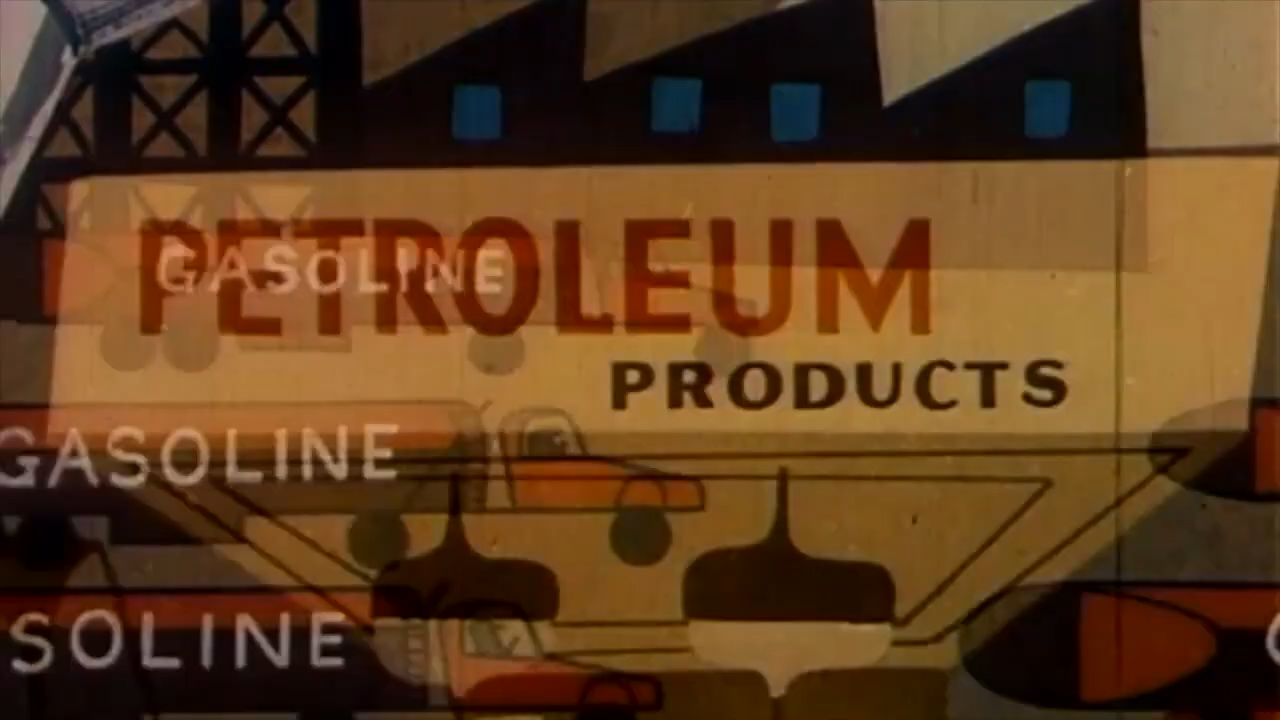 PETROLEUM
GASOLINE
PRODUCTS
GASOLINE
SOLINE